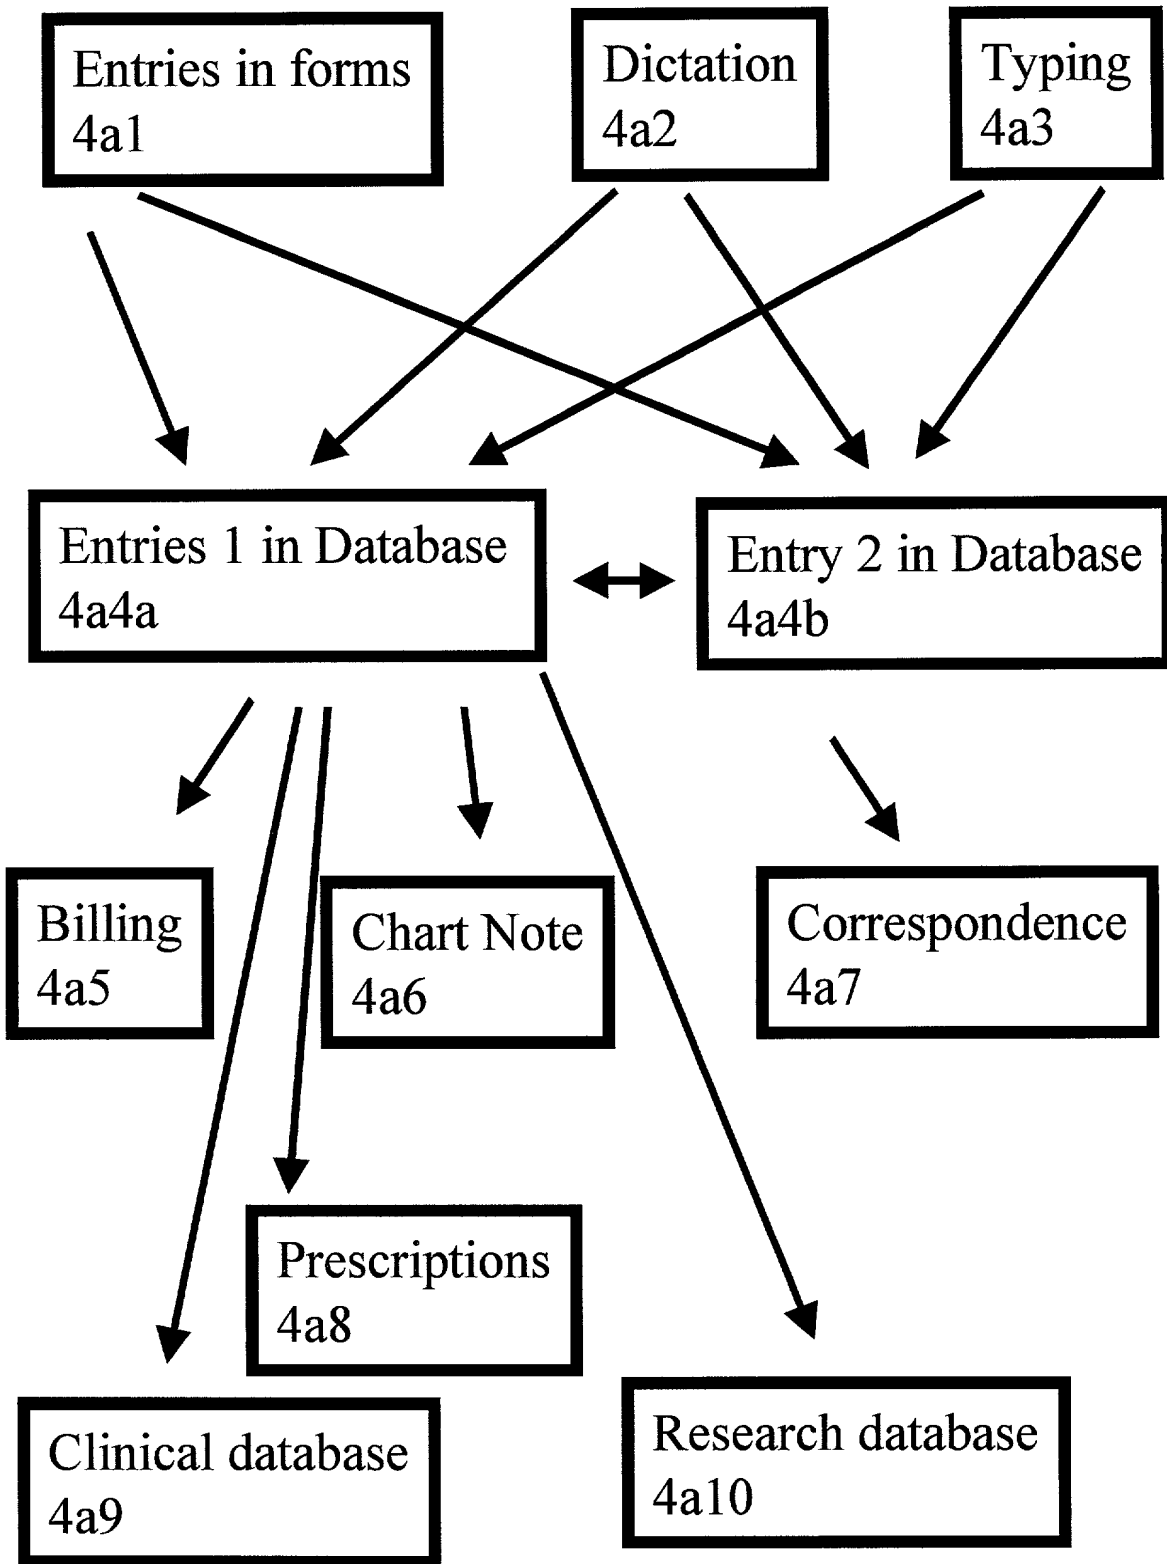 Entries in forms
4a1
Dictation
4a2
Typing
4a3
Entries 1 in Database
4a4a
Entry 2 in Database
4a4b
Billing
4a5
Chart Note
4a6
Correspondence
4a7
Prescriptions
4a8
Clinical database
4a9
Research database
4a10